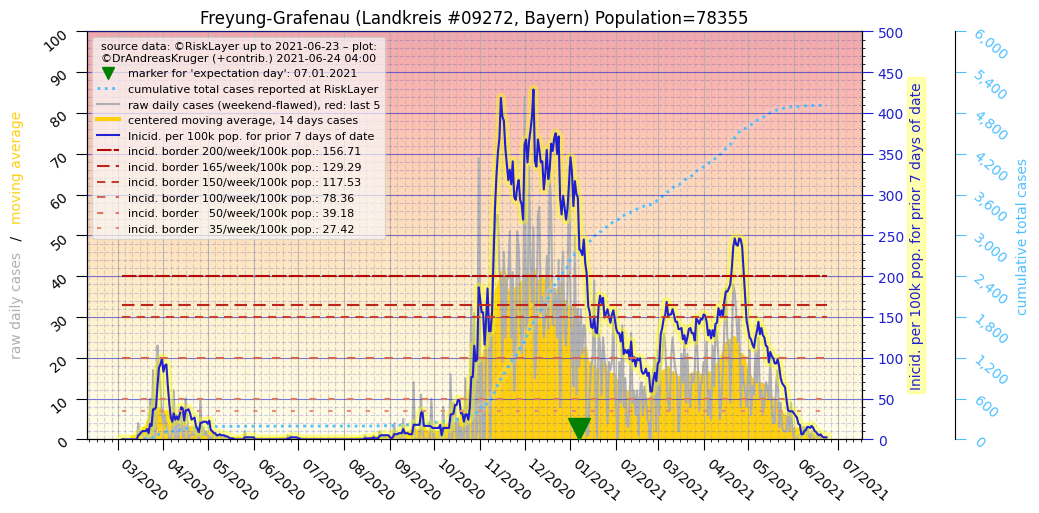 Freyung-Grafenau (Landkreis #09272, Bayern) Population=78355
source data: ©RiskLayer up to 2021-06-23 – plot:
©DrAndreasKruger (+contrib.) 2021-06-24 04:00
marker for 'expectation day': 07.01.2021
cumulative total cases reported at RiskLayer
raw daily cases (weekend-flawed), red: last 5
centered moving average, 14 days cases
Inicid. per 100k pop. for prior 7 days of date
incid. border 200/week/100k pop.: 156.71
incid. border 165/week/100k pop.: 129.29
incid. border 150/week/100k pop.: 117.53
incid. border 100/week/100k pop.: 78.36
incid. border   50/week/100k pop.: 39.18
incid. border   35/week/100k pop.: 27.42
raw daily cases / moving average
100
90
80
70
60
50
40
30
20
10
0
500
450
400
350
300
250
200
150
100
50
0
Inicid. per 100k pop. for prior 7 days of date
6,000
5,400
4,800
4,200
3,600
3,000
2,400
1,800
1,200
600
0
cumulative total cases
03/2020
04/2020
05/2020
06/2020
07/2020
08/2020
09/2020
10/2020
11/2020
12/2020
01/2021
02/2021
03/2021
04/2021
05/2021
06/2021
07/2021